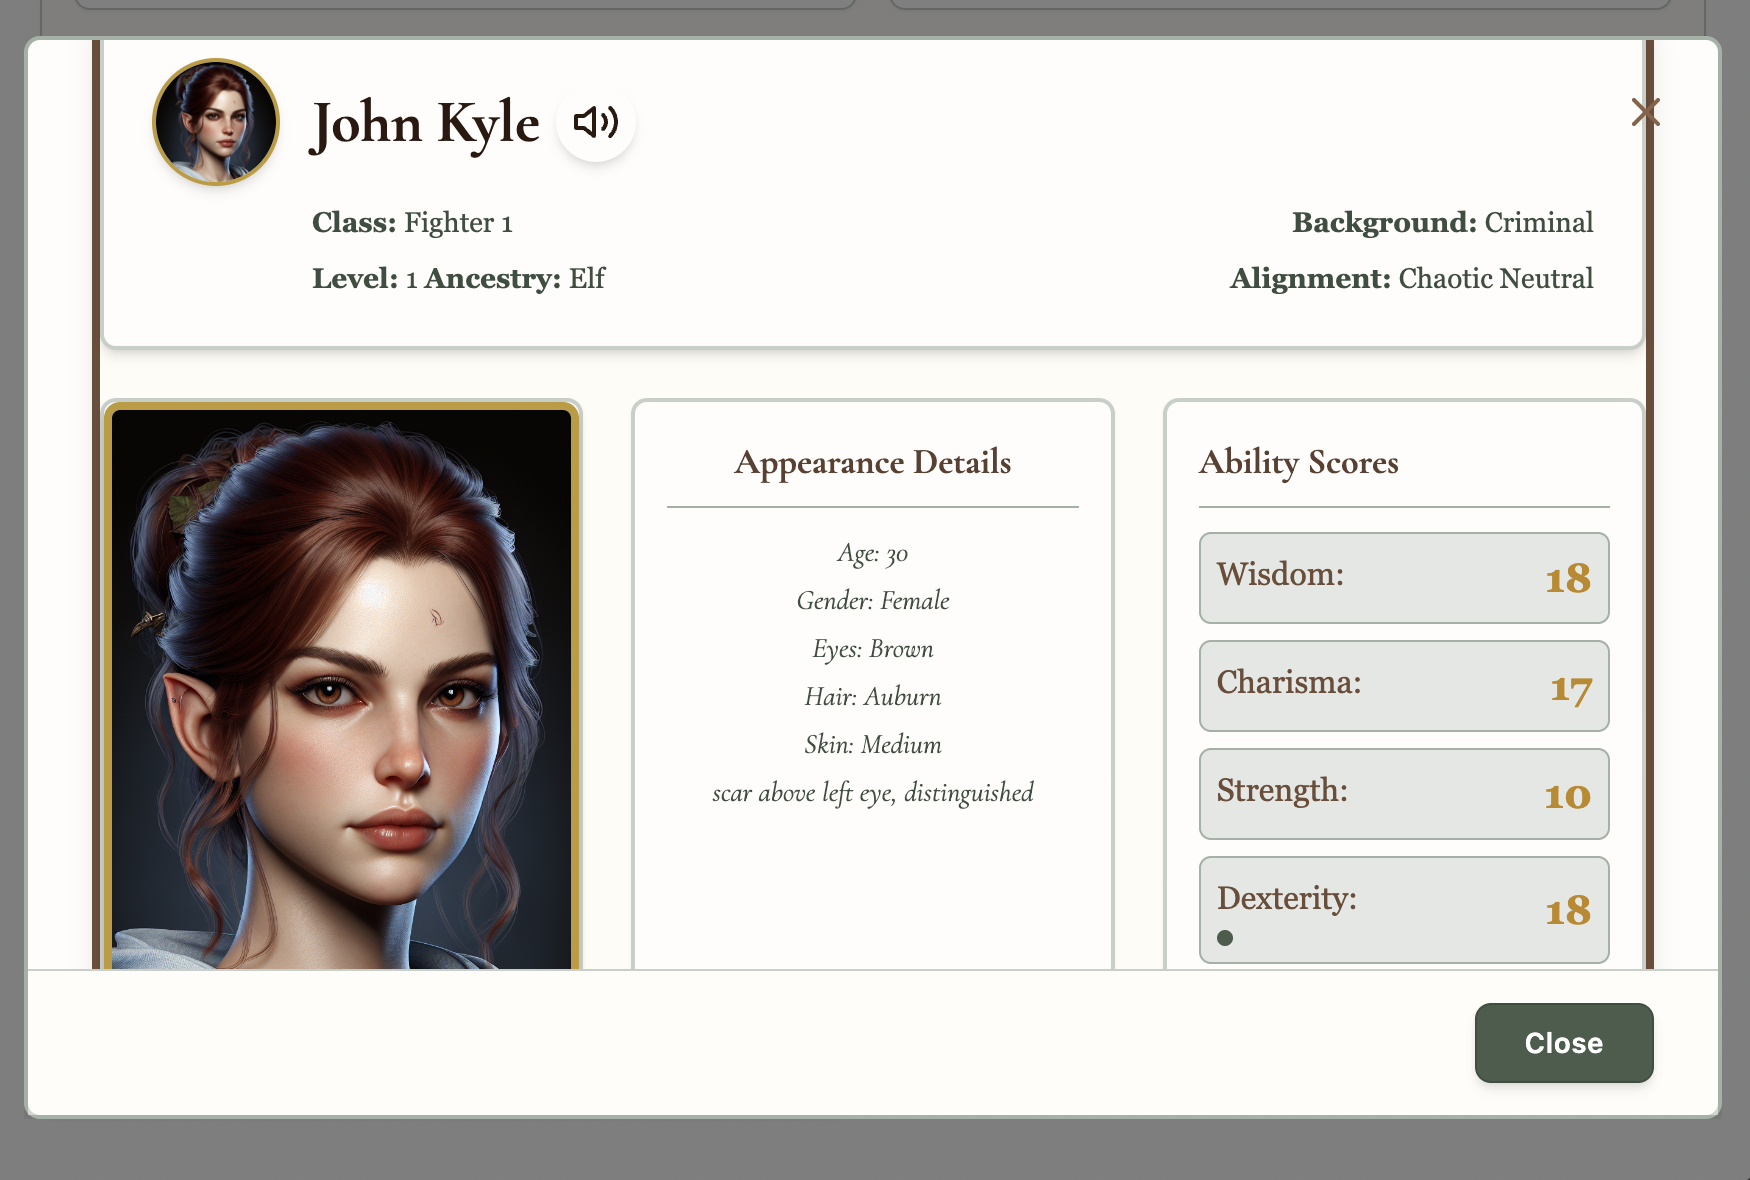 John Kyle
Class: Fighter 1
Level: 1 Ancestry: Elf
Background: Criminal
Alignment: Chaotic Neutral
Appearance Details
Age: 30
Gender: Female
Eyes: Brown
Hair: Auburn
Skin: Medium
scar above left eye, distinguished
Ability Scores
Wisdom: 18
Charisma: 17
Strength: 10
Dexterity: 18
Close